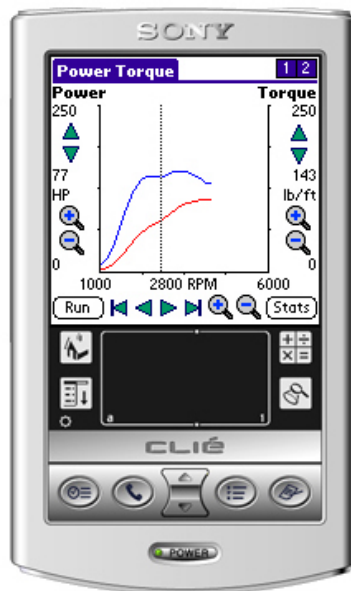 SONY
Power Torque 1 2
Power Torque
250 250
77 143
HP lb/ft
0 0
1000 2800 RPM 6000
Run Stats
a 1
CLIÉ
POWER